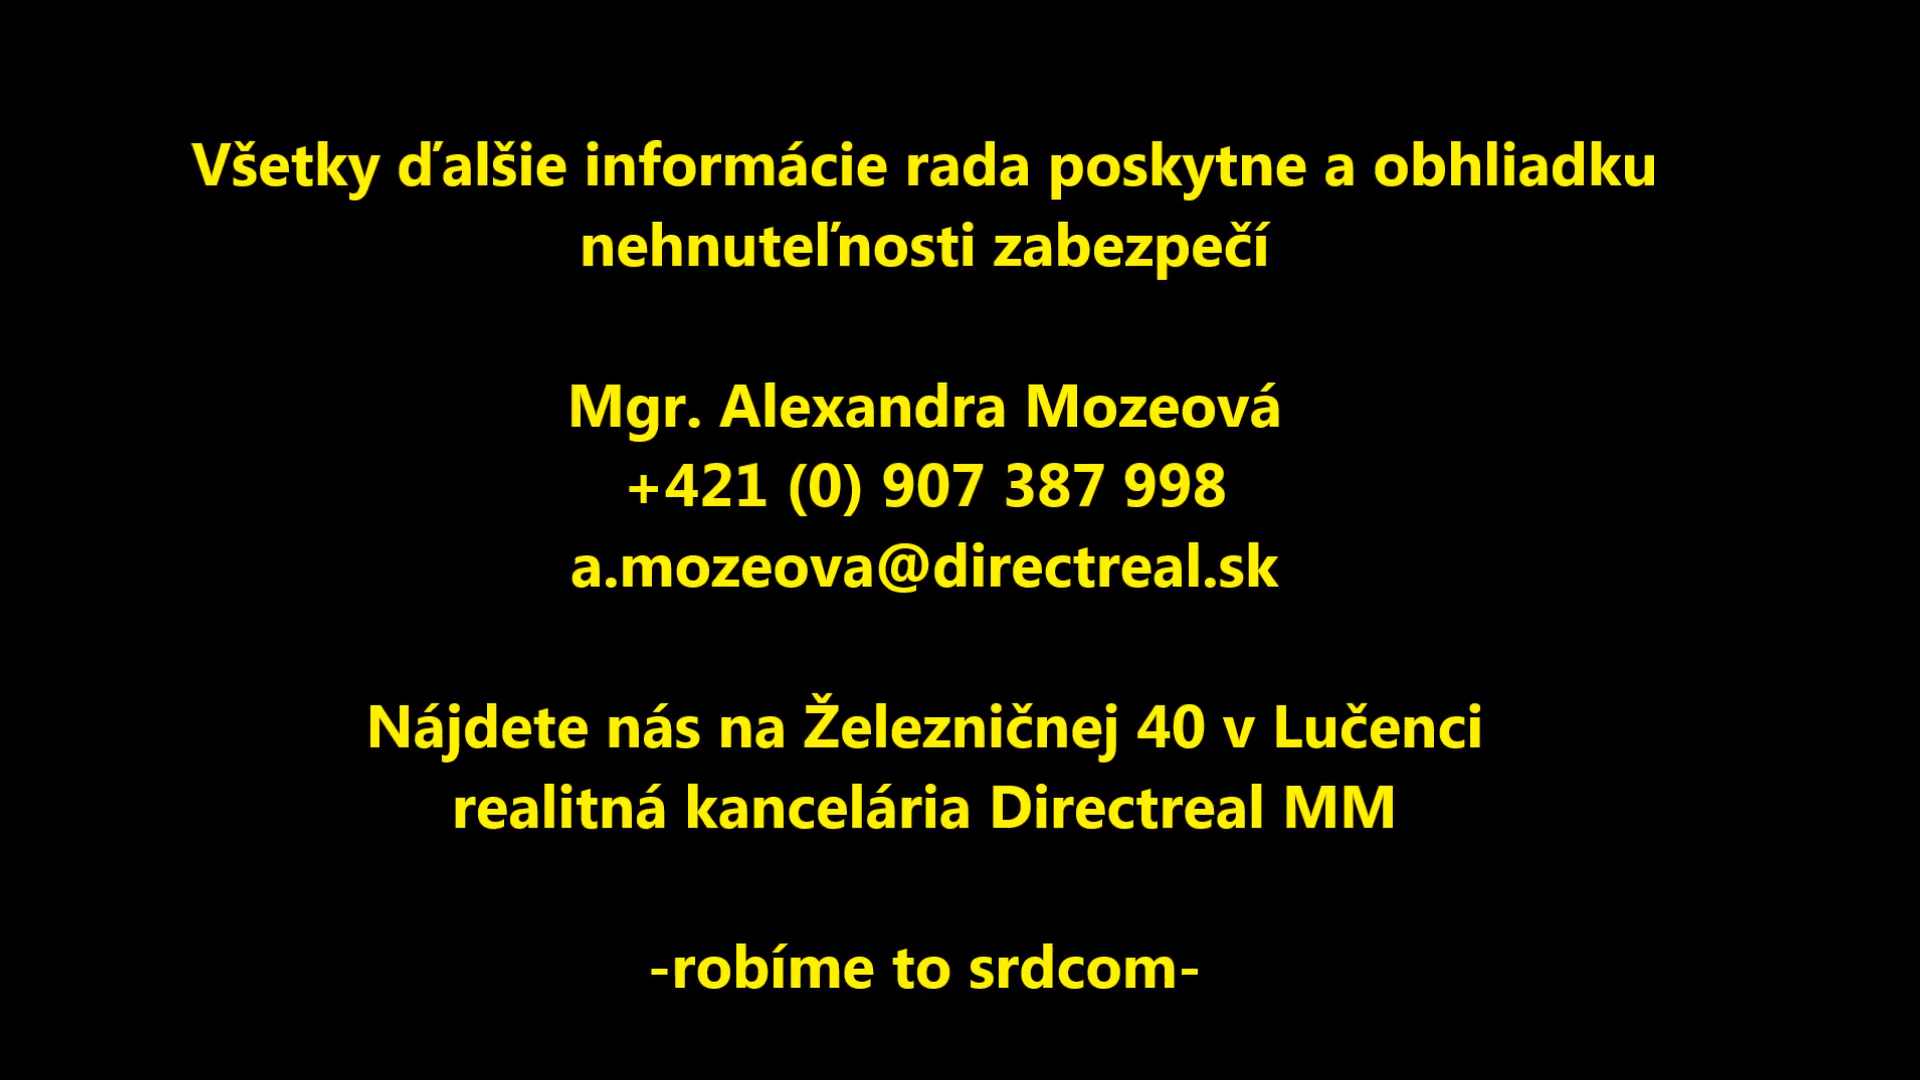 Všetky ďalšie informácie rada poskytne a obhliadku
nehnuteľnosti zabezpečí
Mgr. Alexandra Mozeová
+421 (0) 907 387 998
a.mozeova@directreal.sk
Nájdete nás na Železničnej 40 v Lučenci
realitná kancelária Directreal MM
-robíme to srdcom-